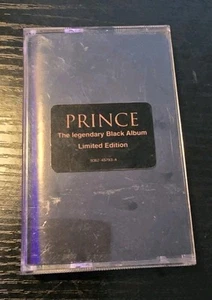 PRINCE
The legendary Black Album
Limited Edition